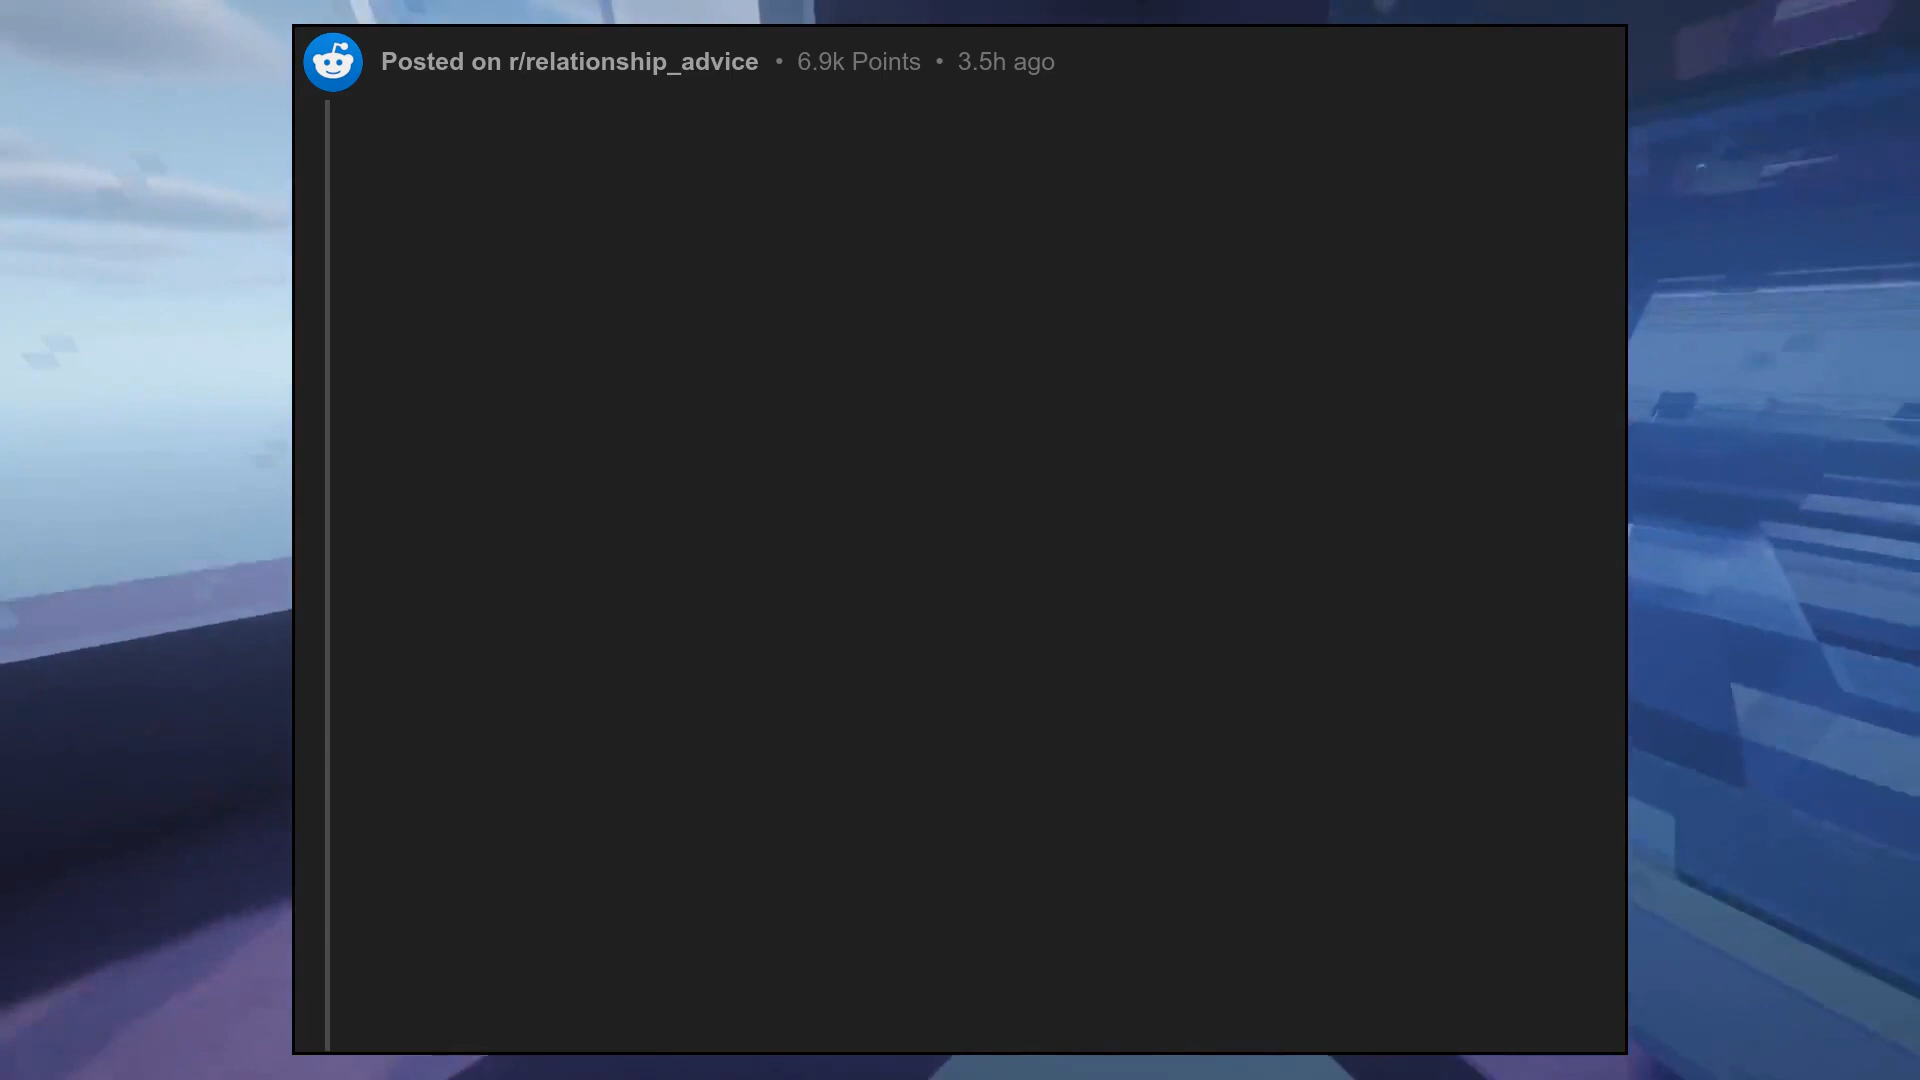 Posted on r/relationship_advice • 6.9k Points • 3.5h ago